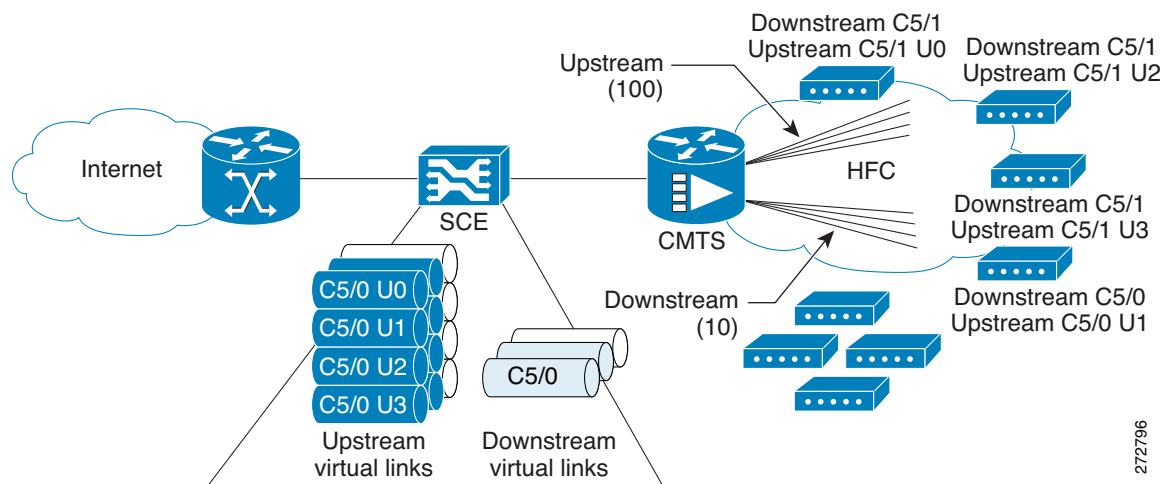 Downstream C5/1
Upstream C5/1 U0
Downstream C5/1
Upstream C5/1 U2
Upstream
(100)
Internet
HFC
SCE
CMTS
Downstream C5/1
Upstream C5/1 U3
Downstream C5/0
Upstream C5/0 U1
Downstream
(10)
C5/0 U0
C5/0 U1
C5/0 U2
C5/0 U3
C5/0
Upstream
virtual links
Downstream
virtual links
272796